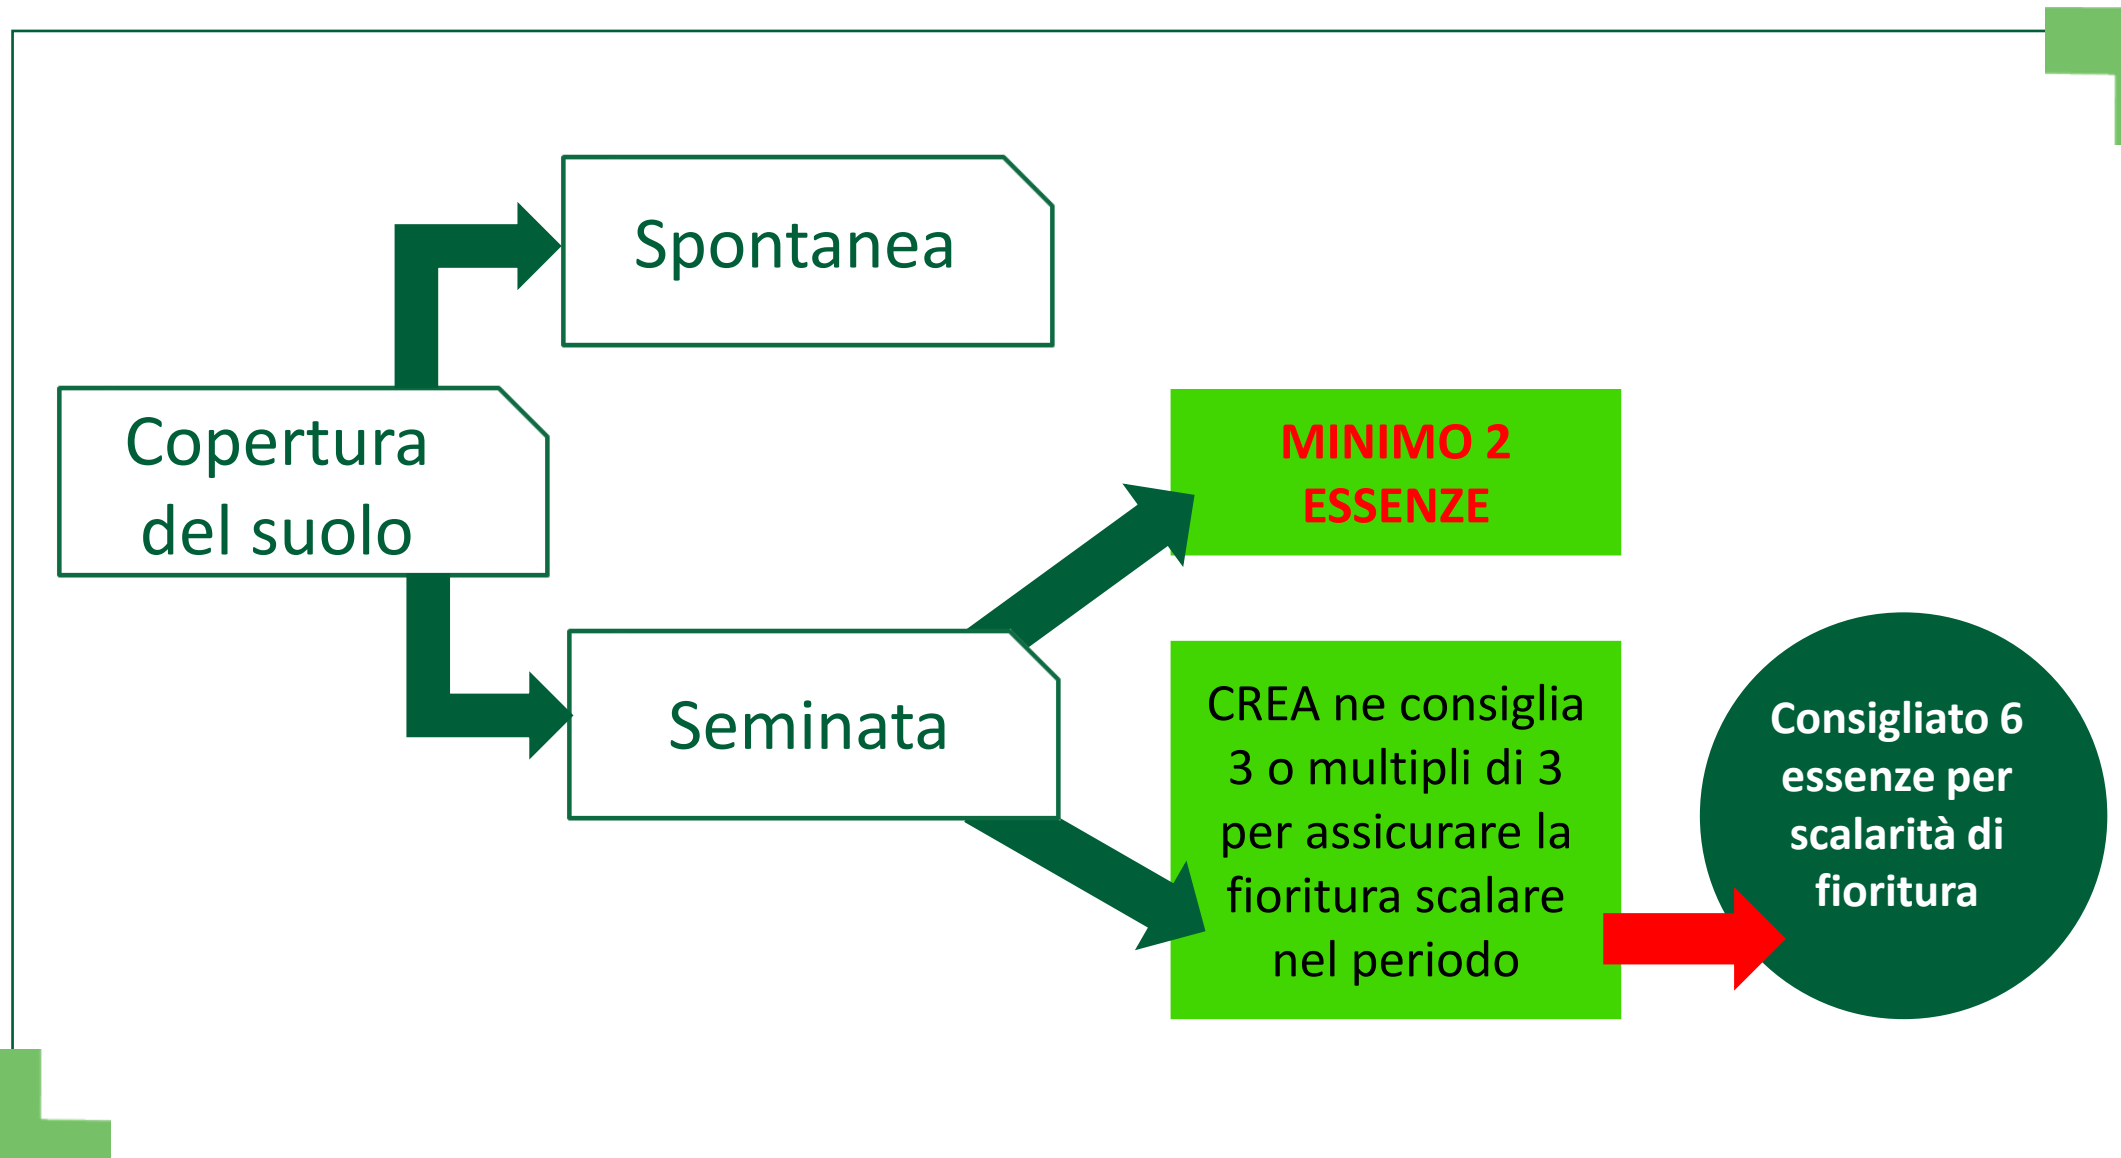 Spontanea
Copertura
del suolo
MINIMO 2
ESSENZE
Seminata
CREA ne consiglia
3 o multipli di 3
per assicurare la
fioritura scalare
nel periodo
Consigliato 6
essenze per
scalarità di
fioritura